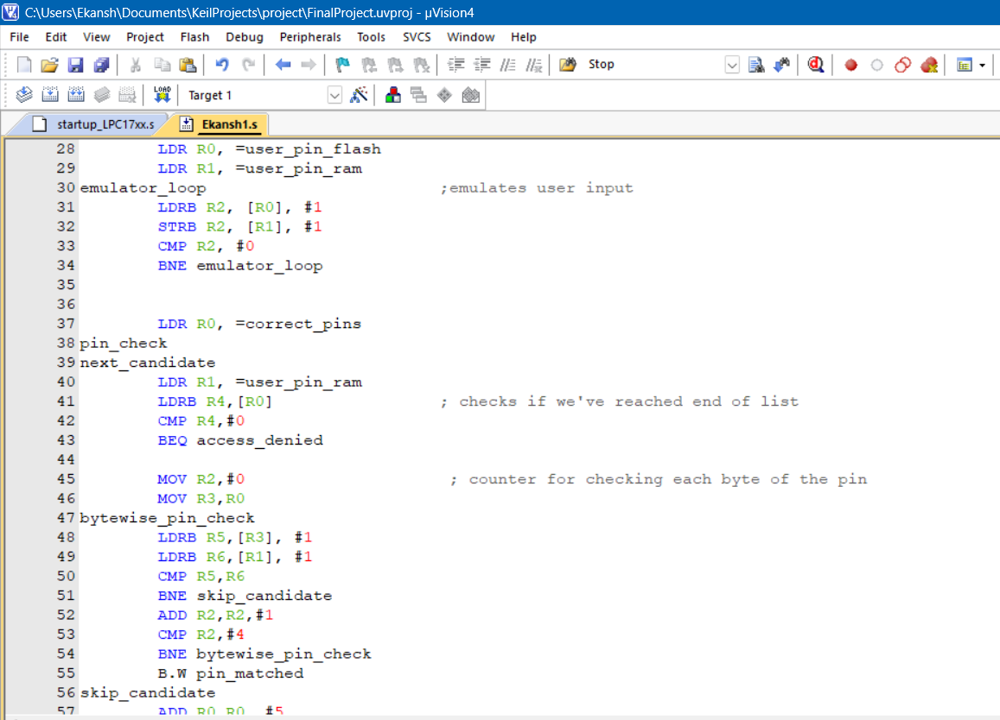 C:\Users\Ekansh\Documents\KeilProjects\project\FinalProject.uvproj - µVision4
File Edit View Project Flash Debug Peripherals Tools SVCS Window Help
Stop
LOAD Target 1
startup_LPC17xx.s Ekansh1.s
28 LDR R0, =user_pin_flash
29 LDR R1, =user_pin_ram
30 emulator_loop ;emulates user input
31 LDRB R2, [R0], #1
32 STRB R2, [R1], #1
33 CMP R2, #0
34 BNE emulator_loop
35
36
37 LDR R0, =correct_pins
38 pin_check
39 next_candidate
40 LDR R1, =user_pin_ram
41 LDRB R4,[R0] ; checks if we've reached end of list
42 CMP R4,#0
43 BEQ access_denied
44
45 MOV R2,#0 ; counter for checking each byte of the pin
46 MOV R3,R0
47 bytewise_pin_check
48 LDRB R5,[R3], #1
49 LDRB R6,[R1], #1
50 CMP R5,R6
51 BNE skip_candidate
52 ADD R2,R2,#1
53 CMP R2,#4
54 BNE bytewise_pin_check
55 B.W pin_matched
56 skip_candidate
57 ADD R0,R0, #5